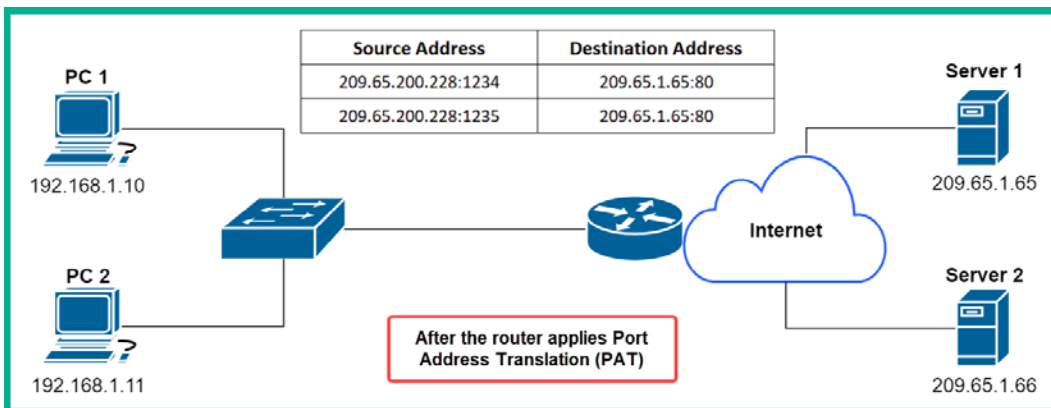 Source Address Destination Address
209.65.200.228:1234 209.65.1.65:80
209.65.200.228:1235 209.65.1.65:80
PC 1
192.168.1.10
PC 2
192.168.1.11
Internet
After the router applies Port
Address Translation (PAT)
Server 1
209.65.1.65
Server 2
209.65.1.66